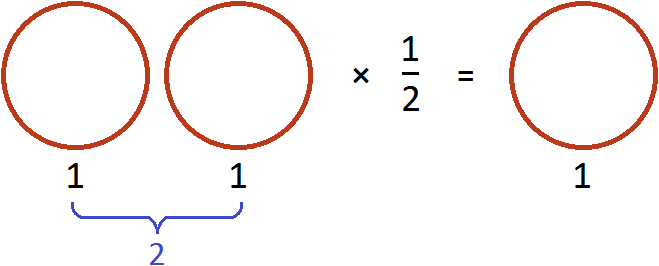 × 1/2 =
1 1 1
2